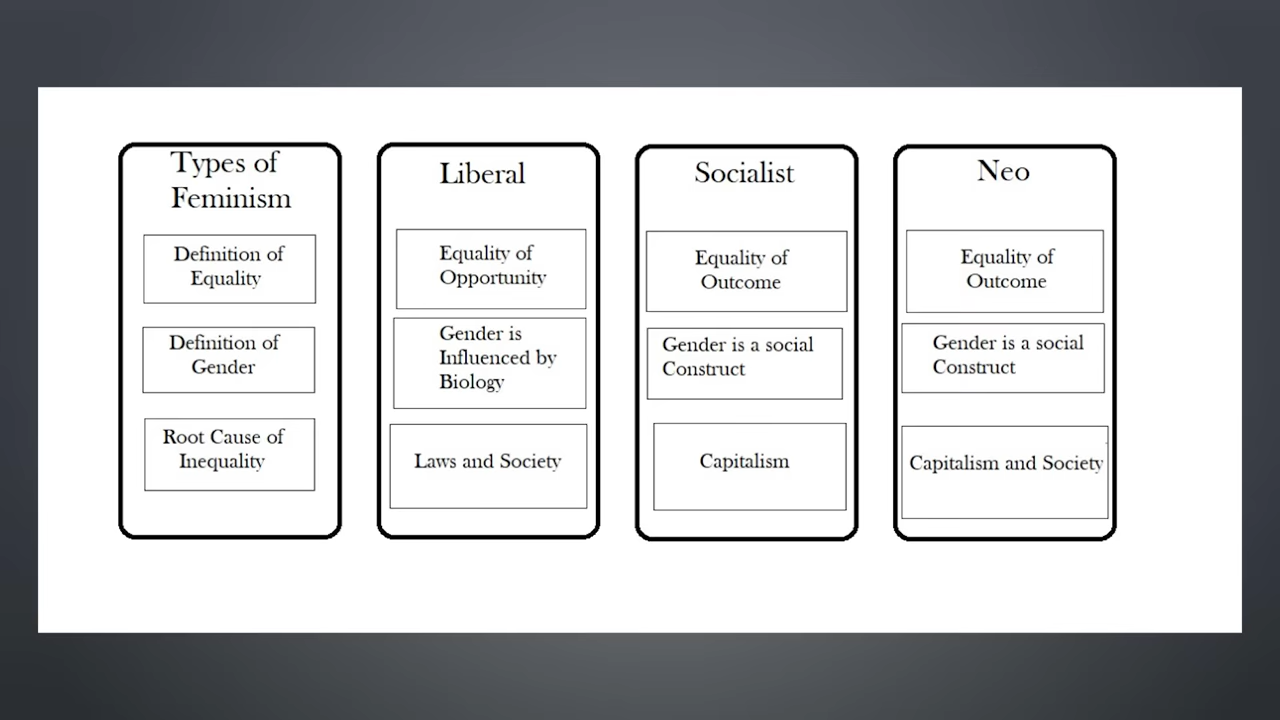 Types of
Feminism
Definition of
Equality
Definition of
Gender
Root Cause of
Inequality
Liberal
Equality of
Opportunity
Gender is
Influenced by
Biology
Laws and Society
Socialist
Equality of
Outcome
Gender is a social
Construct
Capitalism
Neo
Equality of
Outcome
Gender is a social
Construct
Capitalism and Society